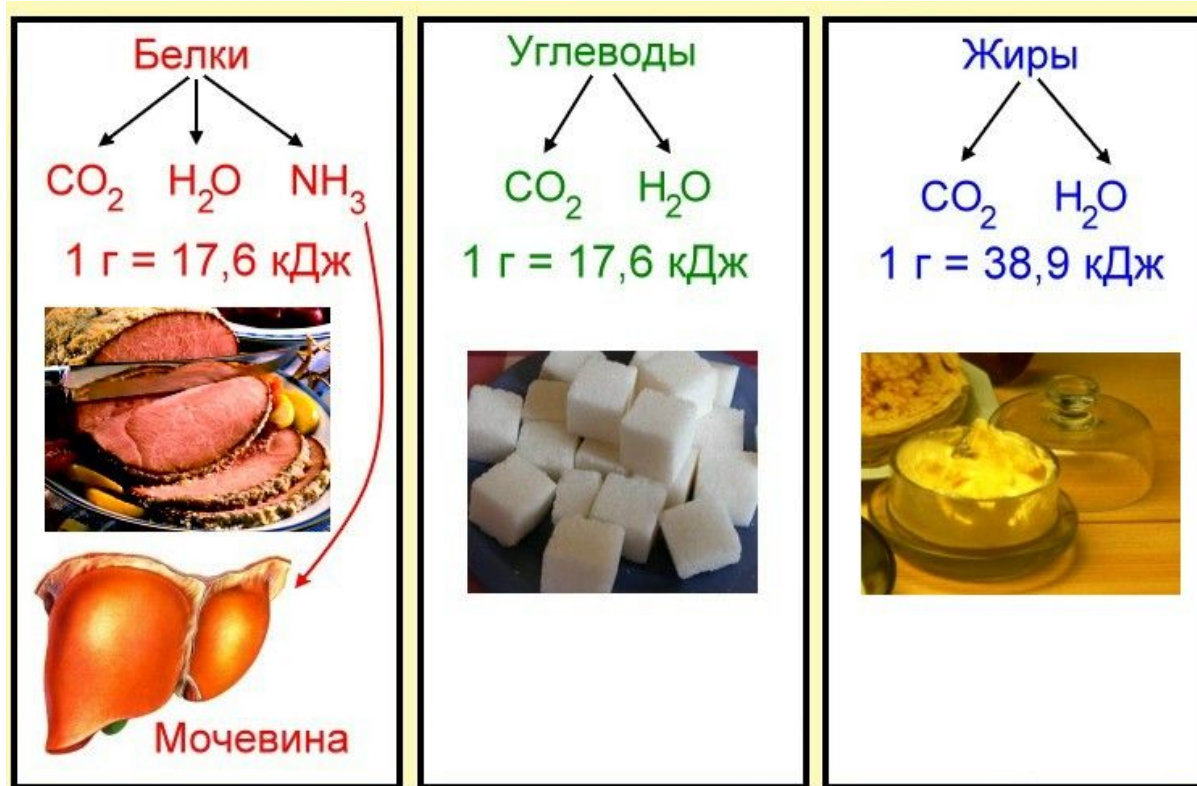 Белки
CO₂ H₂O NH₃
1 г = 17,6 кДж
Мочевина
Углеводы
CO₂ H₂O
1 г = 17,6 кДж
Жиры
CO₂ H₂O
1 г = 38,9 кДж